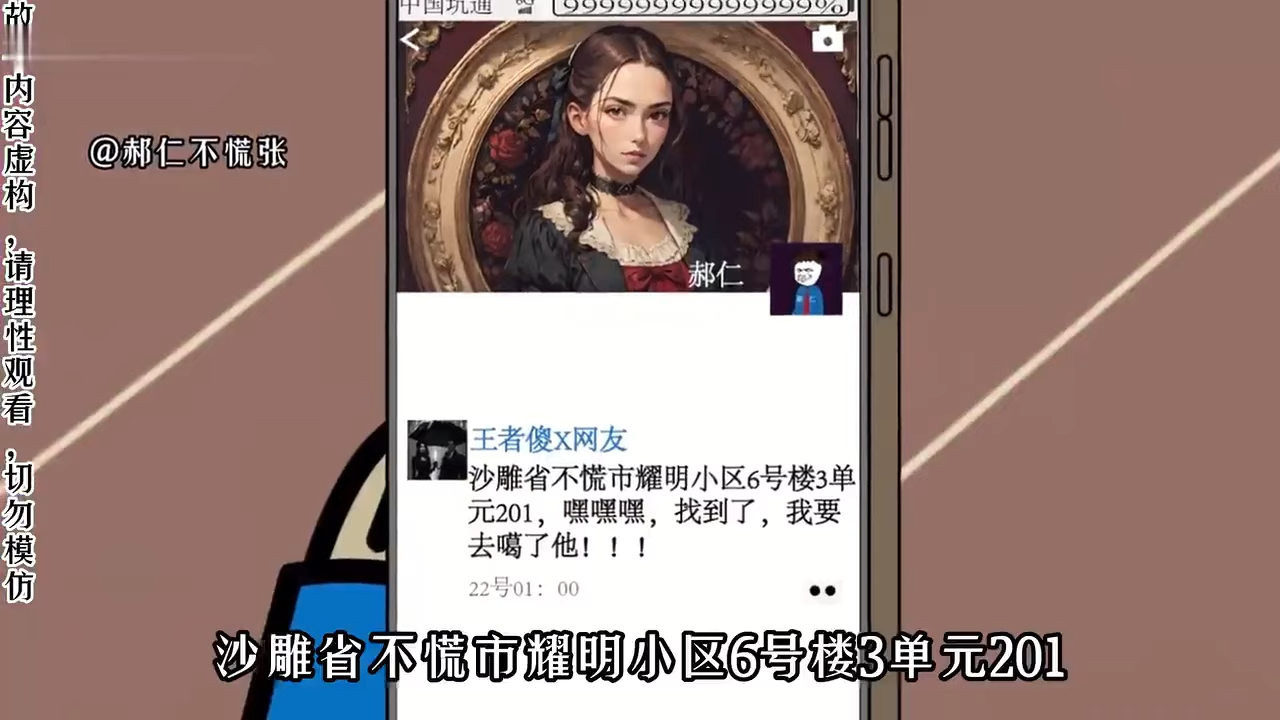 中国坑通
9999999999999999%
郝仁
王者傻X网友
沙雕省不慌市耀明小区6号楼3单
元201，嘿嘿嘿，找到了，我要
去噶了他！！！
22号01：00
@郝仁不慌张
内容虚构，请理性观看，切勿模仿
沙雕省不慌市耀明小区6号楼3单元201